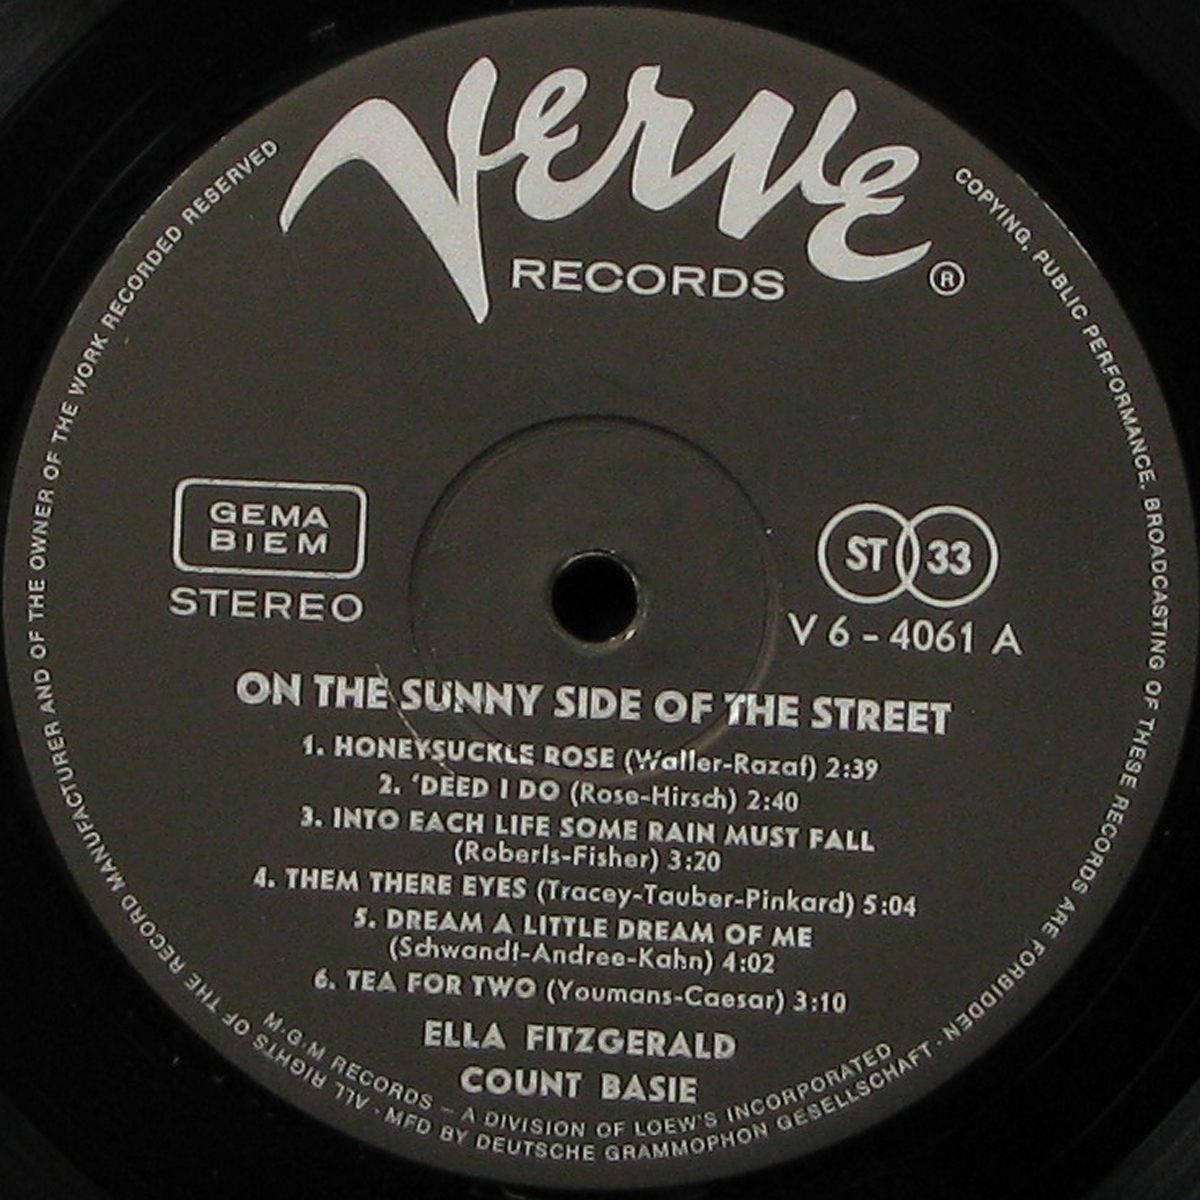 Verve
RECORDS ®
GEMA
BIEM
STEREO
ST 33
V 6 - 4061 A
ON THE SUNNY SIDE OF THE STREET
1. HONEYSUCKLE ROSE (Waller-Razaf) 2:39
2. ‘DEED I DO (Rose-Hirsch) 2:40
3. INTO EACH LIFE SOME RAIN MUST FALL
(Roberts-Fisher) 3:20
4. THEM THERE EYES (Tracey-Tauber-Pinkard) 5:04
5. DREAM A LITTLE DREAM OF ME
(Schwandt-Andree-Kahn) 4:02
6. TEA FOR TWO (Youmans-Caesar) 3:10
ELLA FITZGERALD
COUNT BASIE
M·G·M RECORDS – A DIVISION OF LOEW'S INCORPORATED
MFD BY DEUTSCHE GRAMMOPHON GESELLSCHAFT · ALL RIGHTS OF THE RECORD MANUFACTURER AND OF THE OWNER OF THE WORK RECORDED RESERVED
COPYING, PUBLIC PERFORMANCE, BROADCASTING OF THESE RECORDS ARE FORBIDDEN ·